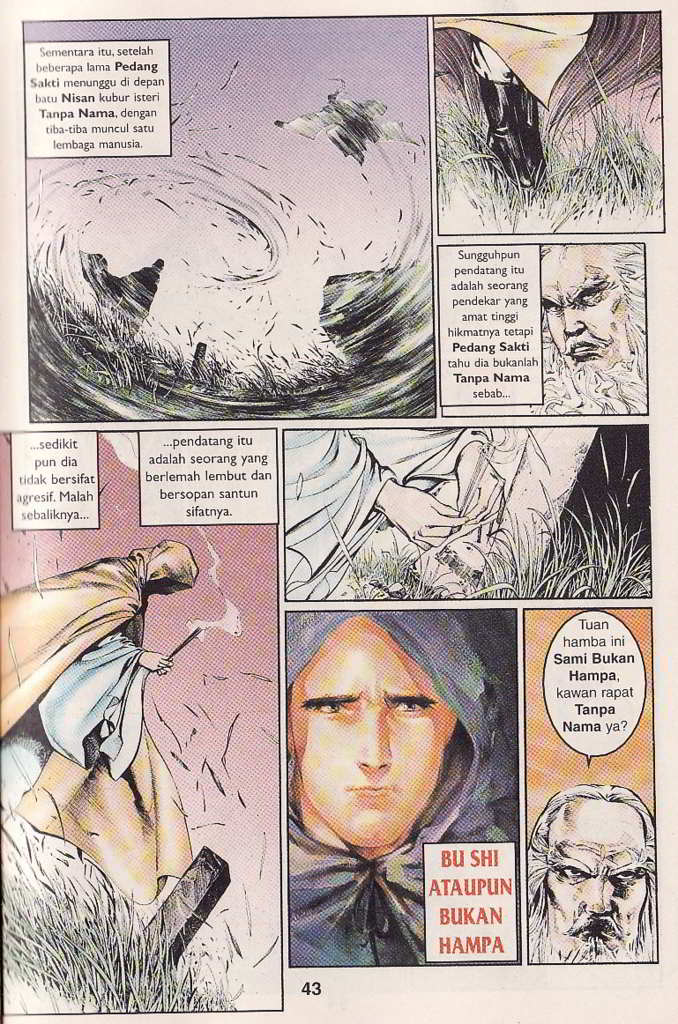 Sementara itu, setelah
beberapa lama Pedang
Sakti menunggu di depan
batu Nisan kubur isteri
Tanpa Nama, dengan
tiba-tiba muncul satu
lembaga manusia.
Sungguhpun
pendatang itu
adalah seorang
pendekar yang
amat tinggi
hikmatnya tetapi
Pedang Sakti
tahu dia bukanlah
Tanpa Nama
sebab...
...sedikit
pun dia
tidak bersifat
agresif. Malah
sebaliknya...
...pendatang itu
adalah seorang yang
berlemah lembut dan
bersopan santun
sifatnya.
BU SHI
ATAUPUN
BUKAN
HAMPA
Tuan
hamba ini
Sami Bukan
Hampa,
kawan rapat
Tanpa
Nama ya?
43